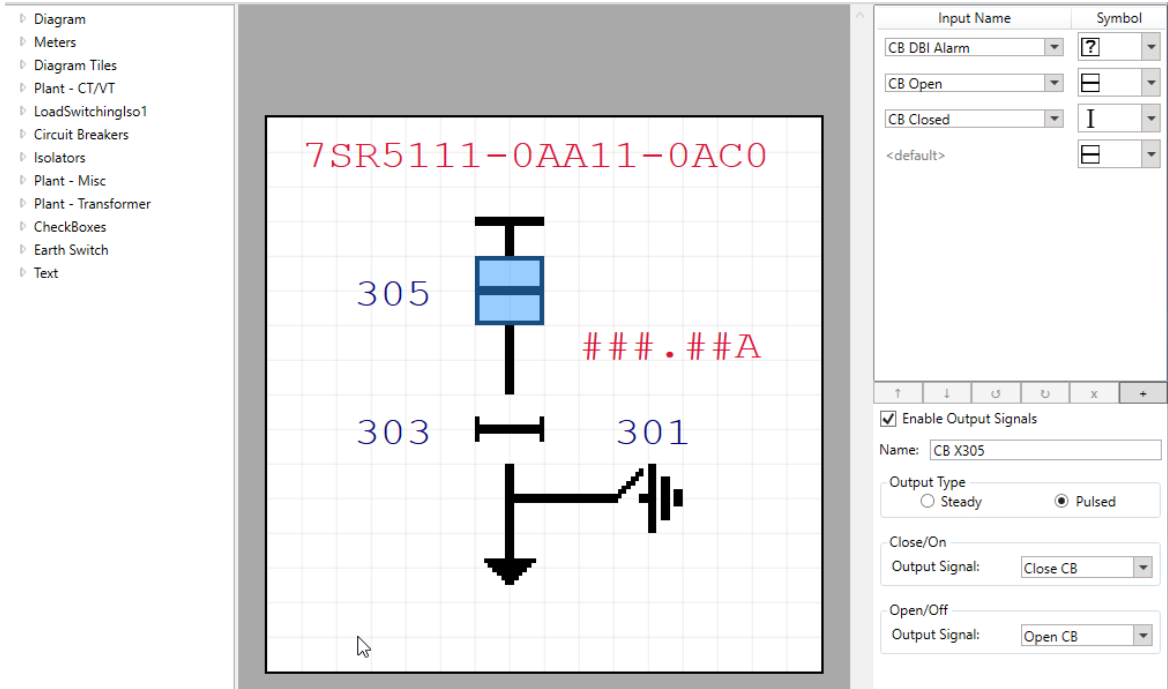 Diagram
Meters
Diagram Tiles
Plant - CT/VT
LoadSwitchingIso1
Circuit Breakers
Isolators
Plant - Misc
Plant - Transformer
CheckBoxes
Earth Switch
Text
7SR5111-0AA11-0AC0
305
###.##A
303
301
Input Name Symbol
CB DBI Alarm ?
CB Open
CB Closed I
<default>
↑ ↓ ↺ ↻ x +
Enable Output Signals
Name: CB X305
Output Type
Steady Pulsed
Close/On
Output Signal: Close CB
Open/Off
Output Signal: Open CB